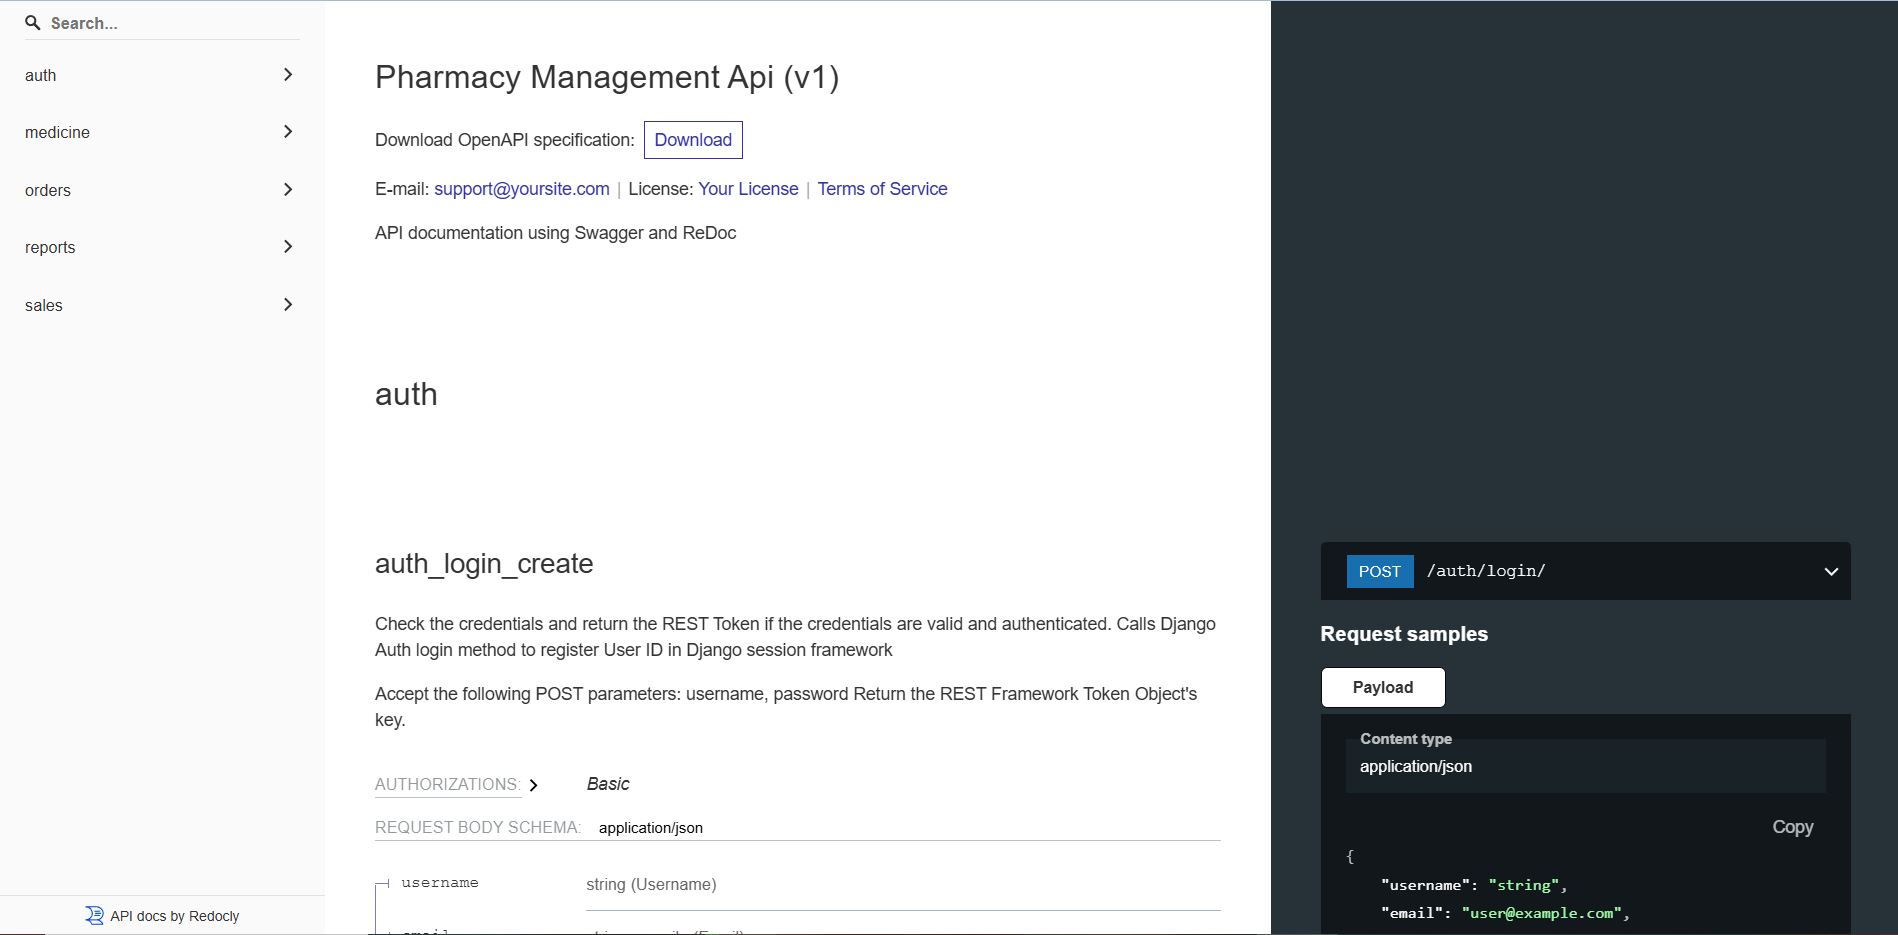 Search...
auth
medicine
orders
reports
sales
API docs by Redocly
Pharmacy Management Api (v1)
Download OpenAPI specification: Download
E-mail: support@yoursite.com | License: Your License | Terms of Service
API documentation using Swagger and ReDoc
auth
auth_login_create
Check the credentials and return the REST Token if the credentials are valid and authenticated. Calls Django
Auth login method to register User ID in Django session framework
Accept the following POST parameters: username, password Return the REST Framework Token Object's
key.
AUTHORIZATIONS: Basic
REQUEST BODY SCHEMA: application/json
username string (Username)
POST /auth/login/
Request samples
Payload
Content type
application/json
Copy
{
"username": "string",
"email": "user@example.com",